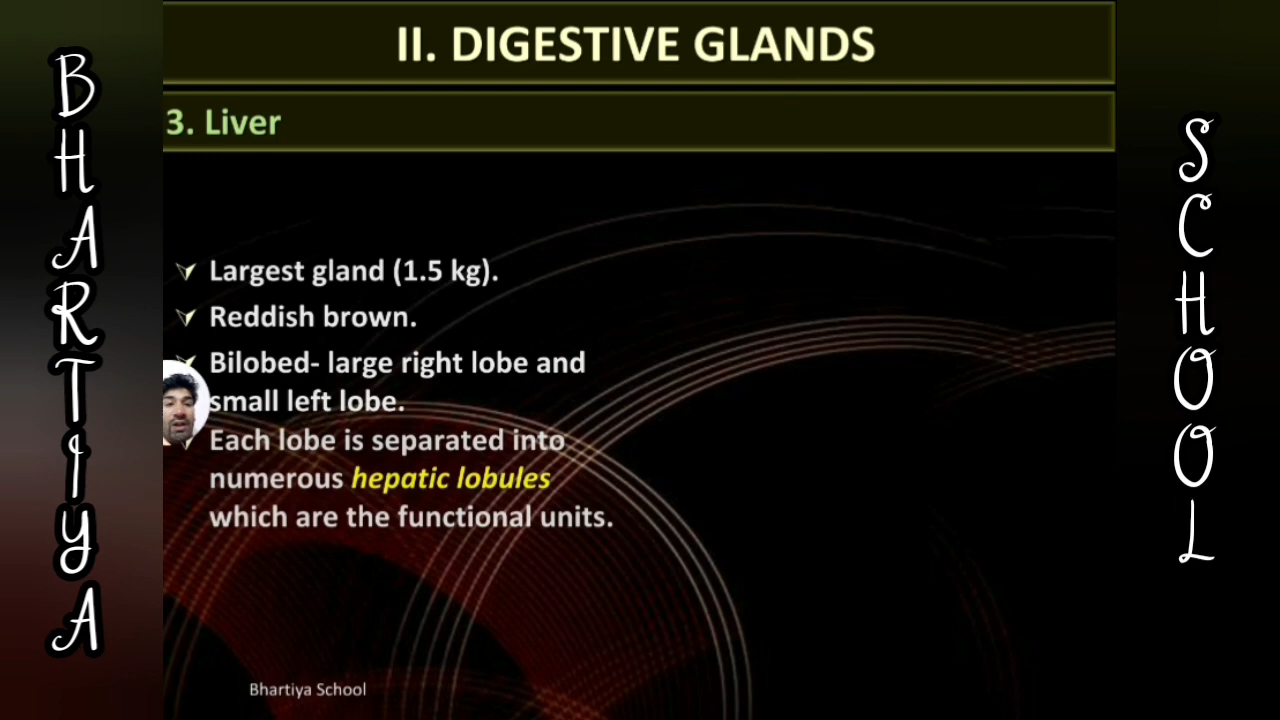 BHARTIYA
II. DIGESTIVE GLANDS
3. Liver
Largest gland (1.5 kg).
Reddish brown.
Bilobed- large right lobe and
small left lobe.
Each lobe is separated into
numerous hepatic lobules
which are the functional units.
Bhartiya School
SCHOOL